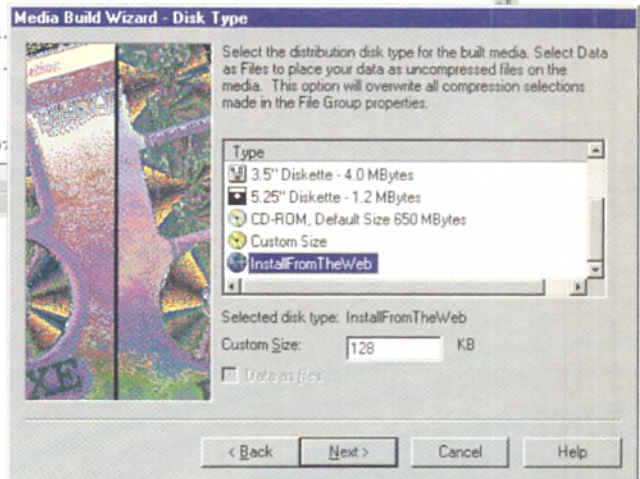 Media Build Wizard - Disk Type
Select the distribution disk type for the built media. Select Data
as Files to place your data as uncompressed files on the
media. This option will overwrite all compression selections
made in the File Group properties.
Type
3.5" Diskette - 4.0 MBytes
5.25" Diskette - 1.2 MBytes
CD-ROM, Default Size 650 MBytes
Custom Size
InstallFromTheWeb
Selected disk type: InstallFromTheWeb
Custom Size: 128 KB
Data as files
< Back Next > Cancel Help
XE